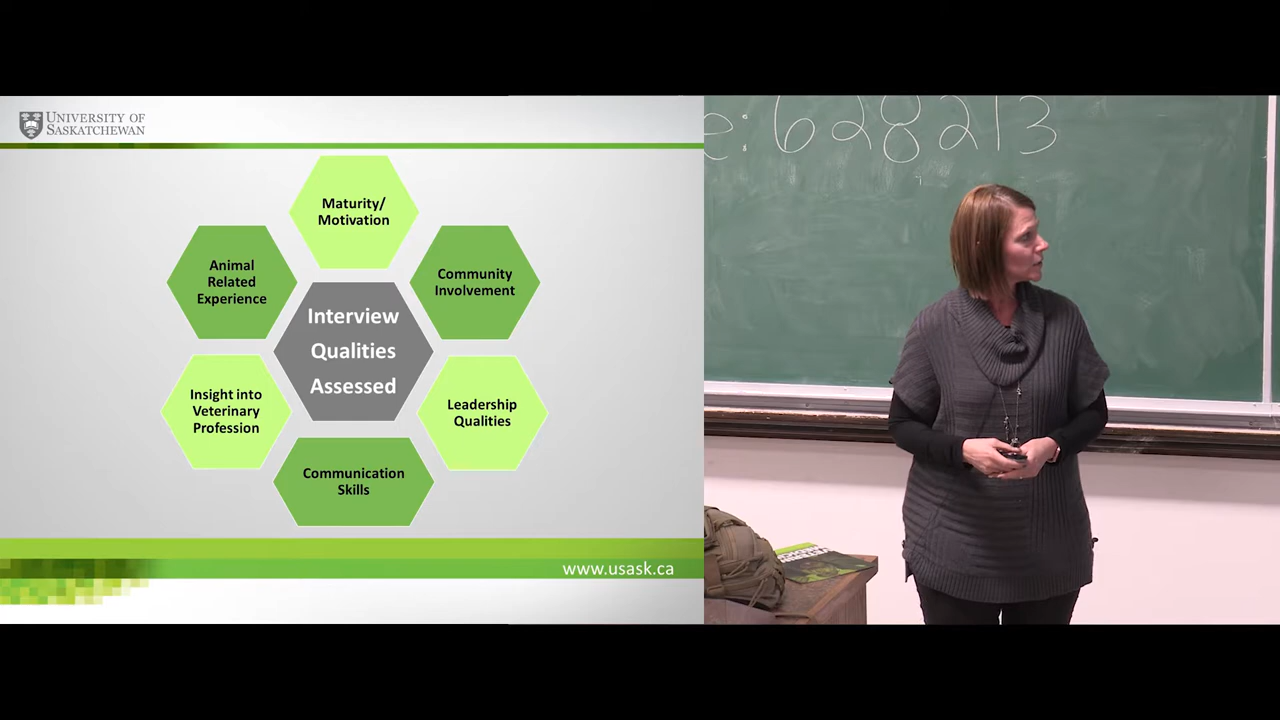 UNIVERSITY OF
SASKATCHEWAN
Maturity/
Motivation
Animal
Related
Experience
Community
Involvement
Interview
Qualities
Assessed
Insight into
Veterinary
Profession
Leadership
Qualities
Communication
Skills
www.usask.ca
e: 628213